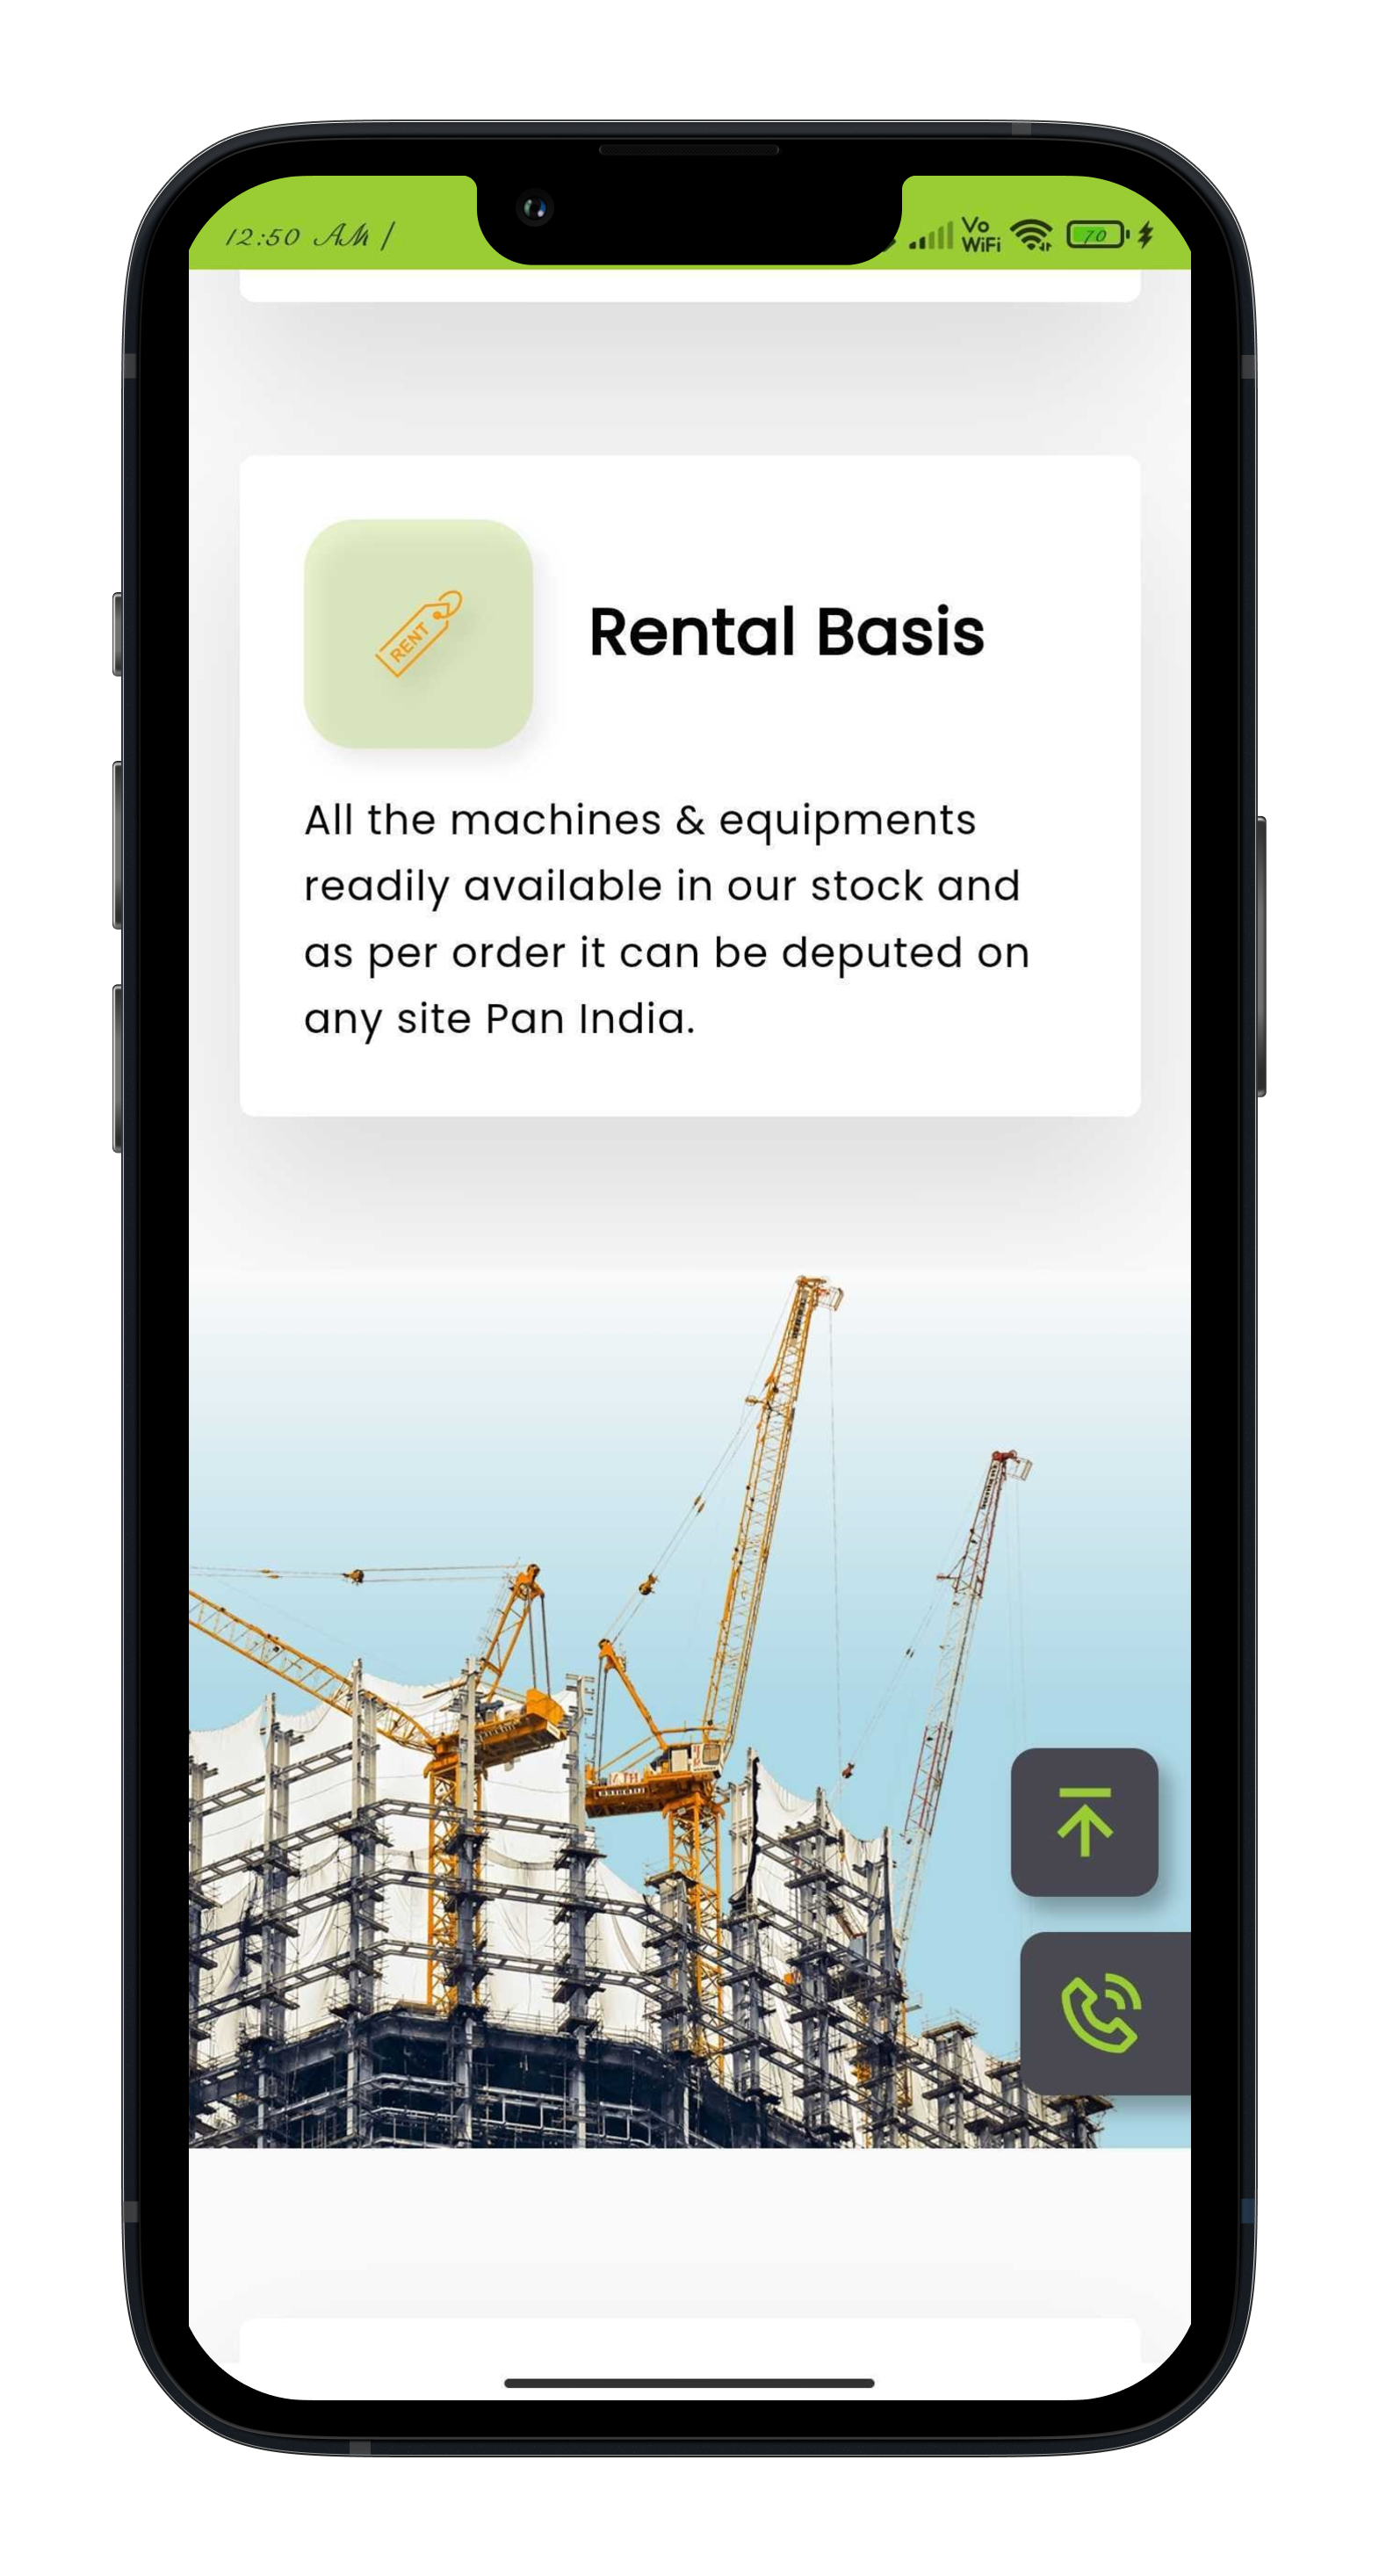 12:50 AM |
Vo
WiFi
70
RENT
Rental Basis
All the machines & equipments
readily available in our stock and
as per order it can be deputed on
any site Pan India.